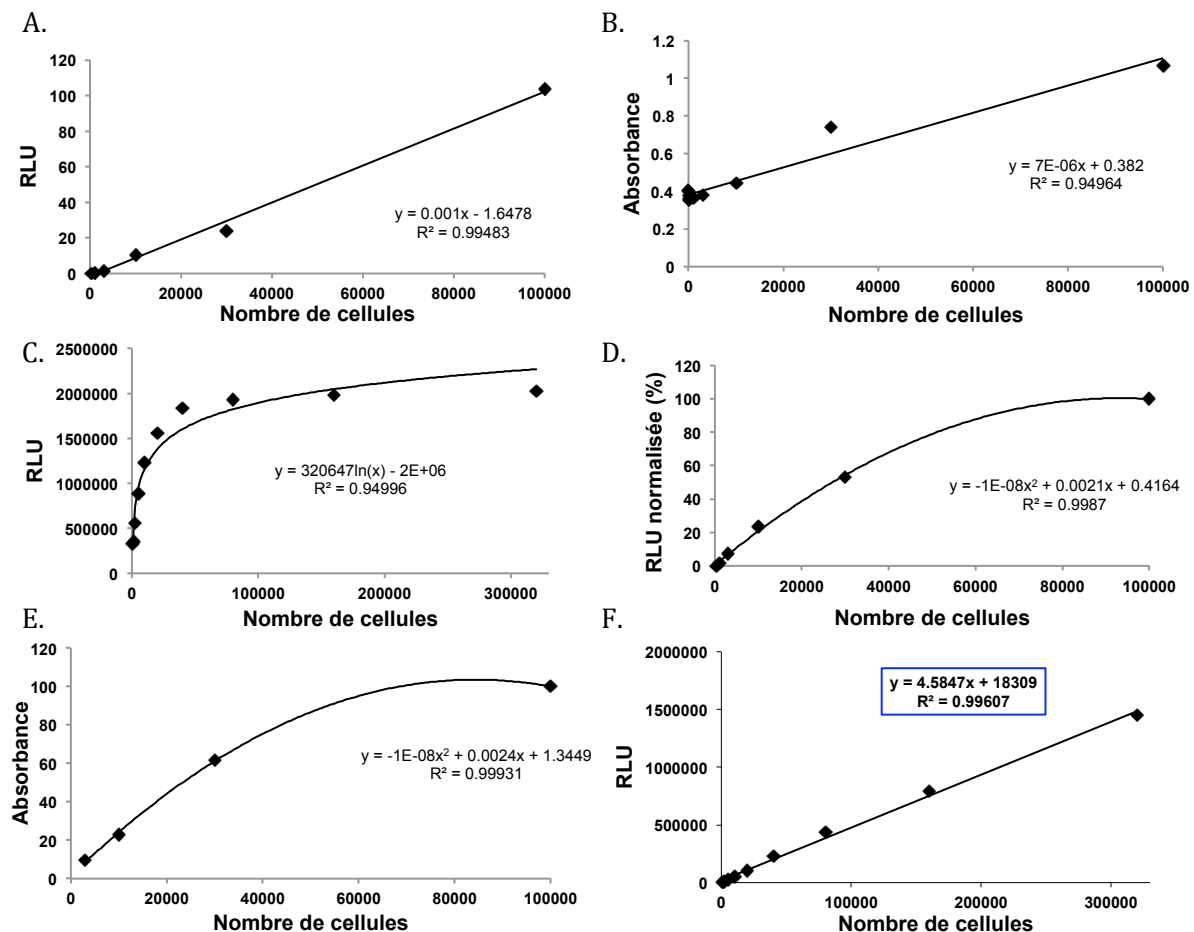 A.
120
100
80
60
40
20
0
RLU
y = 0.001x - 1.6478
R² = 0.99483
0 20000 40000 60000 80000 100000
Nombre de cellules
B.
1.2
1
0.8
0.6
0.4
0.2
0
Absorbance
y = 7E-06x + 0.382
R² = 0.94964
0 20000 40000 60000 80000 100000
Nombre de cellules
C.
2500000
2000000
1500000
1000000
500000
0
RLU
y = 320647ln(x) - 2E+06
R² = 0.94996
0 100000 200000 300000
Nombre de cellules
D.
120
100
80
60
40
20
0
RLU normalisée (%)
y = -1E-08x² + 0.0021x + 0.4164
R² = 0.9987
0 20000 40000 60000 80000 100000
Nombre de cellules
E.
120
100
80
60
40
20
0
Absorbance
y = -1E-08x² + 0.0024x + 1.3449
R² = 0.99931
0 20000 40000 60000 80000 100000
Nombre de cellules
F.
2000000
1500000
1000000
500000
0
RLU
y = 4.5847x + 18309
R² = 0.99607
0 100000 200000 300000
Nombre de cellules